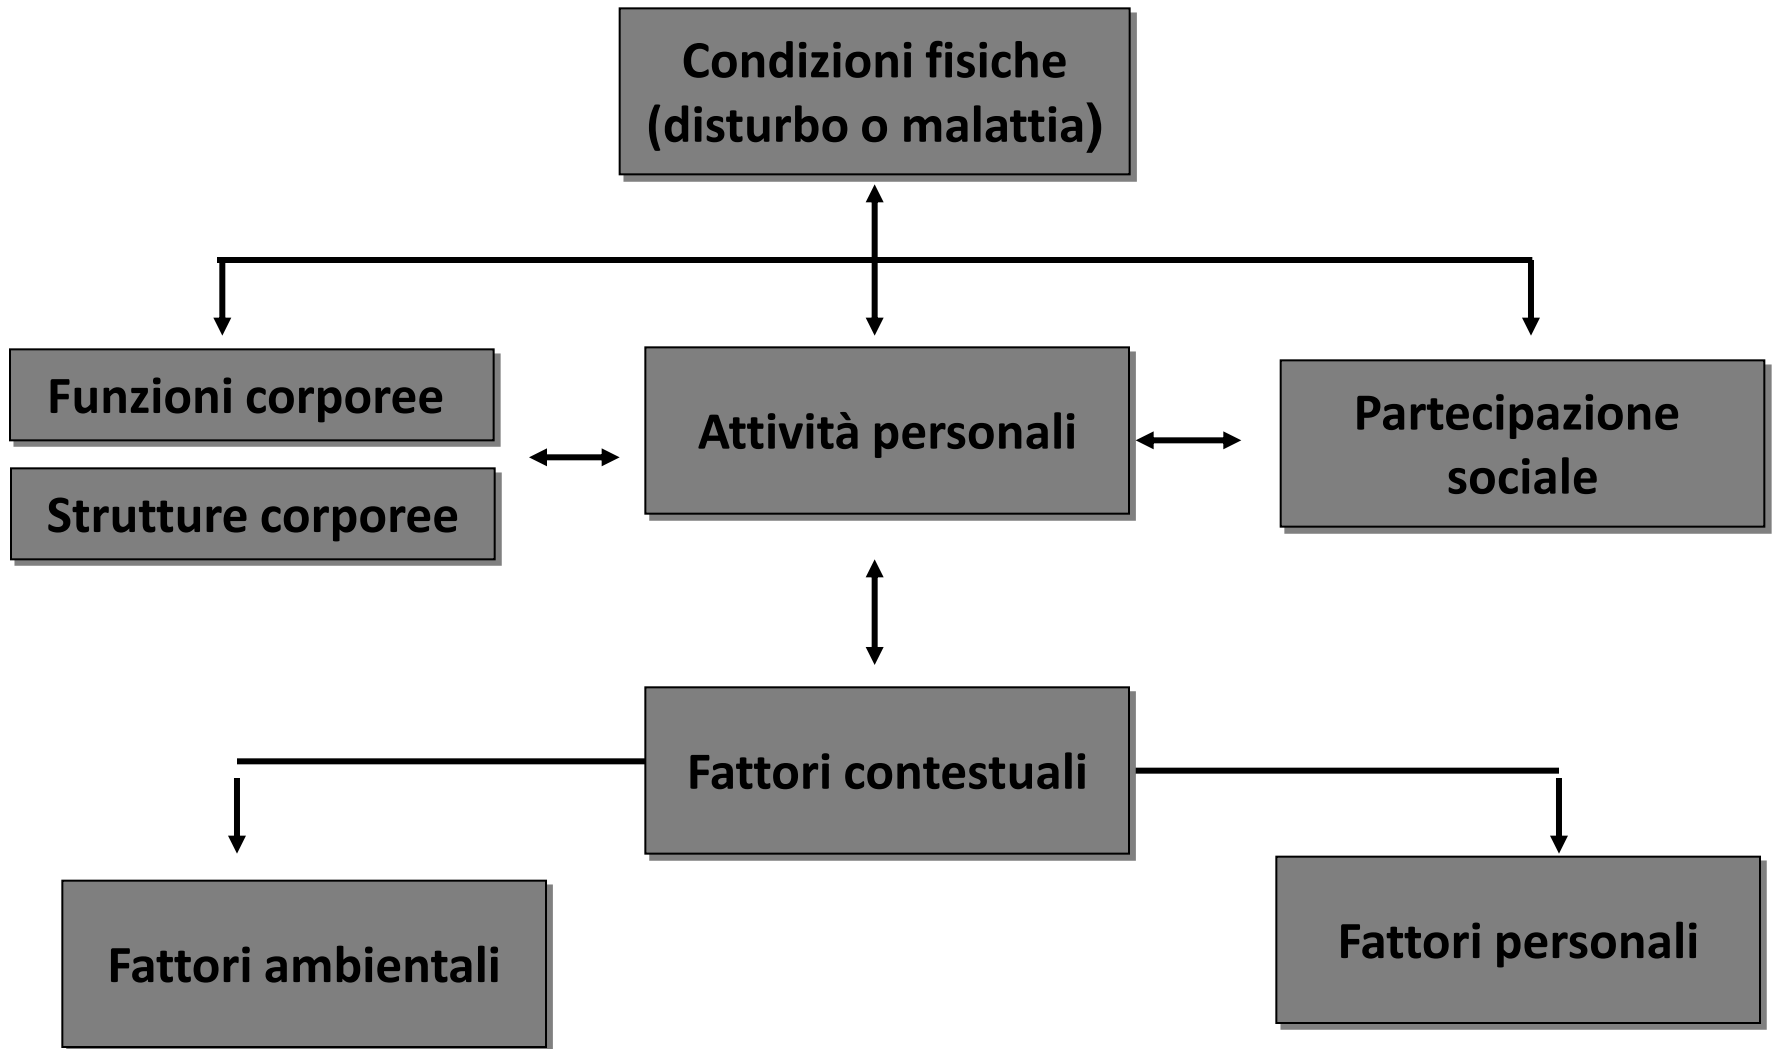 Condizioni fisiche
(disturbo o malattia)
Funzioni corporee
Strutture corporee
Attività personali
Partecipazione
sociale
Fattori contestuali
Fattori ambientali
Fattori personali